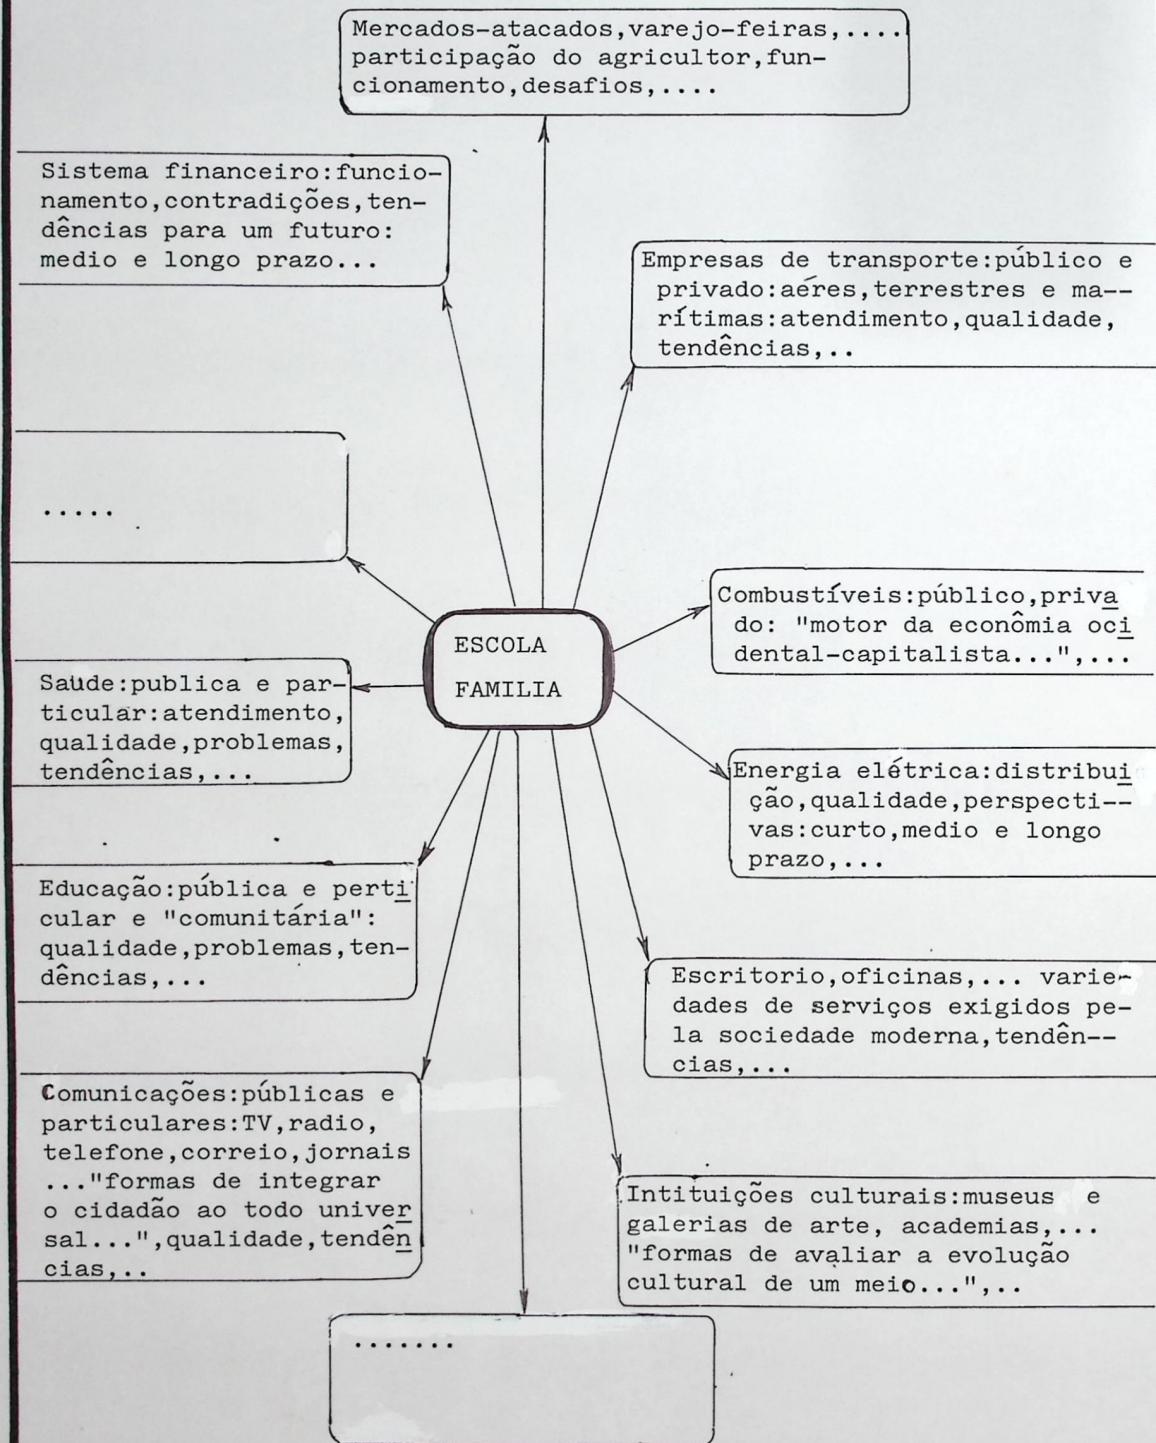 Mercados-atacados,varejo-feiras,....
participação do agricultor,fun-
cionamento,desafios,....
Sistema financeiro:funcio-
namento,contradições,ten-
dências para um futuro:
medio e longo prazo...
Empresas de transporte:público e
privado:aéres,terrestres e ma--
rítimas:atendimento,qualidade,
tendências,..
.....
Combustíveis:público,priva
do: "motor da econômia oci
dental-capitalista...",...
ESCOLA
FAMILIA
Saude:publica e par-
ticular:atendimento,
qualidade,problemas,
tendências,...
Energia elétrica:distribui
ção,qualidade,perspecti--
vas:curto,medio e longo
prazo,...
Educação:pública e perti
cular e "comunitária":
qualidade,problemas,ten-
dências,...
Escritorio,oficinas,... varie-
dades de serviços exigidos pe-
la sociedade moderna,tendên--
cias,...
Comunicações:públicas e
particulares:TV,radio,
telefone,correio,jornais
..."formas de integrar
o cidadão ao todo univer
sal...",qualidade,tendên
cias,..
Intituições culturais:museus e
galerias de arte, academias,...
"formas de avaliar a evolução
cultural de um meio...",..
.......